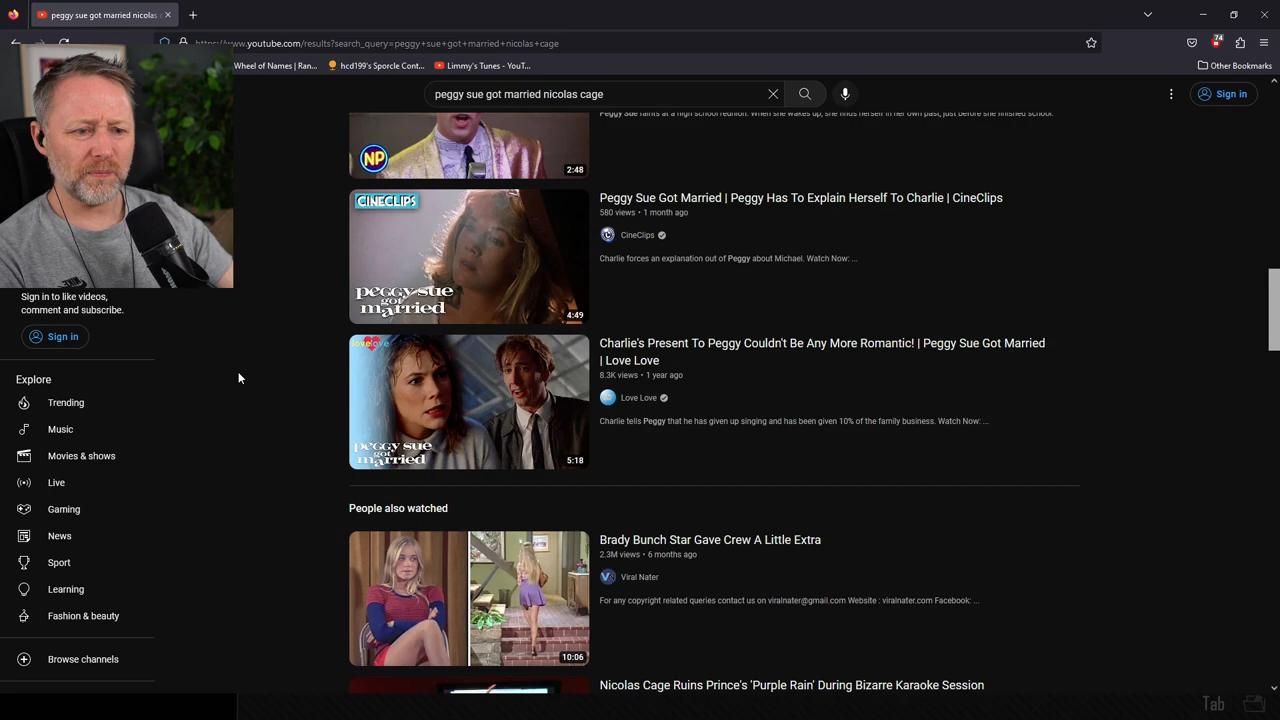 peggy sue got married nicolas c
https://www.youtube.com/results?search_query=peggy+sue+got+married+nicolas+cage
74
Wheel of Names | Ran...
hcd199's Sporcle Cont...
Limmy's Tunes - YouT...
Other Bookmarks
peggy sue got married nicolas cage
Sign in
Peggy Sue faints at a high school reunion. When she wakes up, she finds herself in her own past, just before she finished school.
NP
2:48
CINECLIPS
peggy sue
got
married
4:49
Peggy Sue Got Married | Peggy Has To Explain Herself To Charlie | CineClips
580 views • 1 month ago
CineClips
Charlie forces an explanation out of Peggy about Michael. Watch Now: ...
Sign in to like videos,
comment and subscribe.
Sign in
Explore
Trending
Music
Movies & shows
Live
Gaming
News
Sport
Learning
Fashion & beauty
Browse channels
lovelove
peggy sue
got
married
5:18
Charlie's Present To Peggy Couldn't Be Any More Romantic! | Peggy Sue Got Married
| Love Love
8.3K views • 1 year ago
Love Love
Charlie tells Peggy that he has given up singing and has been given 10% of the family business. Watch Now: ...
People also watched
10:06
Brady Bunch Star Gave Crew A Little Extra
2.3M views • 6 months ago
Viral Nater
For any copyright related queries contact us on viralnater@gmail.com Website : viralnater.com Facebook: ...
Nicolas Cage Ruins Prince's 'Purple Rain' During Bizarre Karaoke Session
Tab